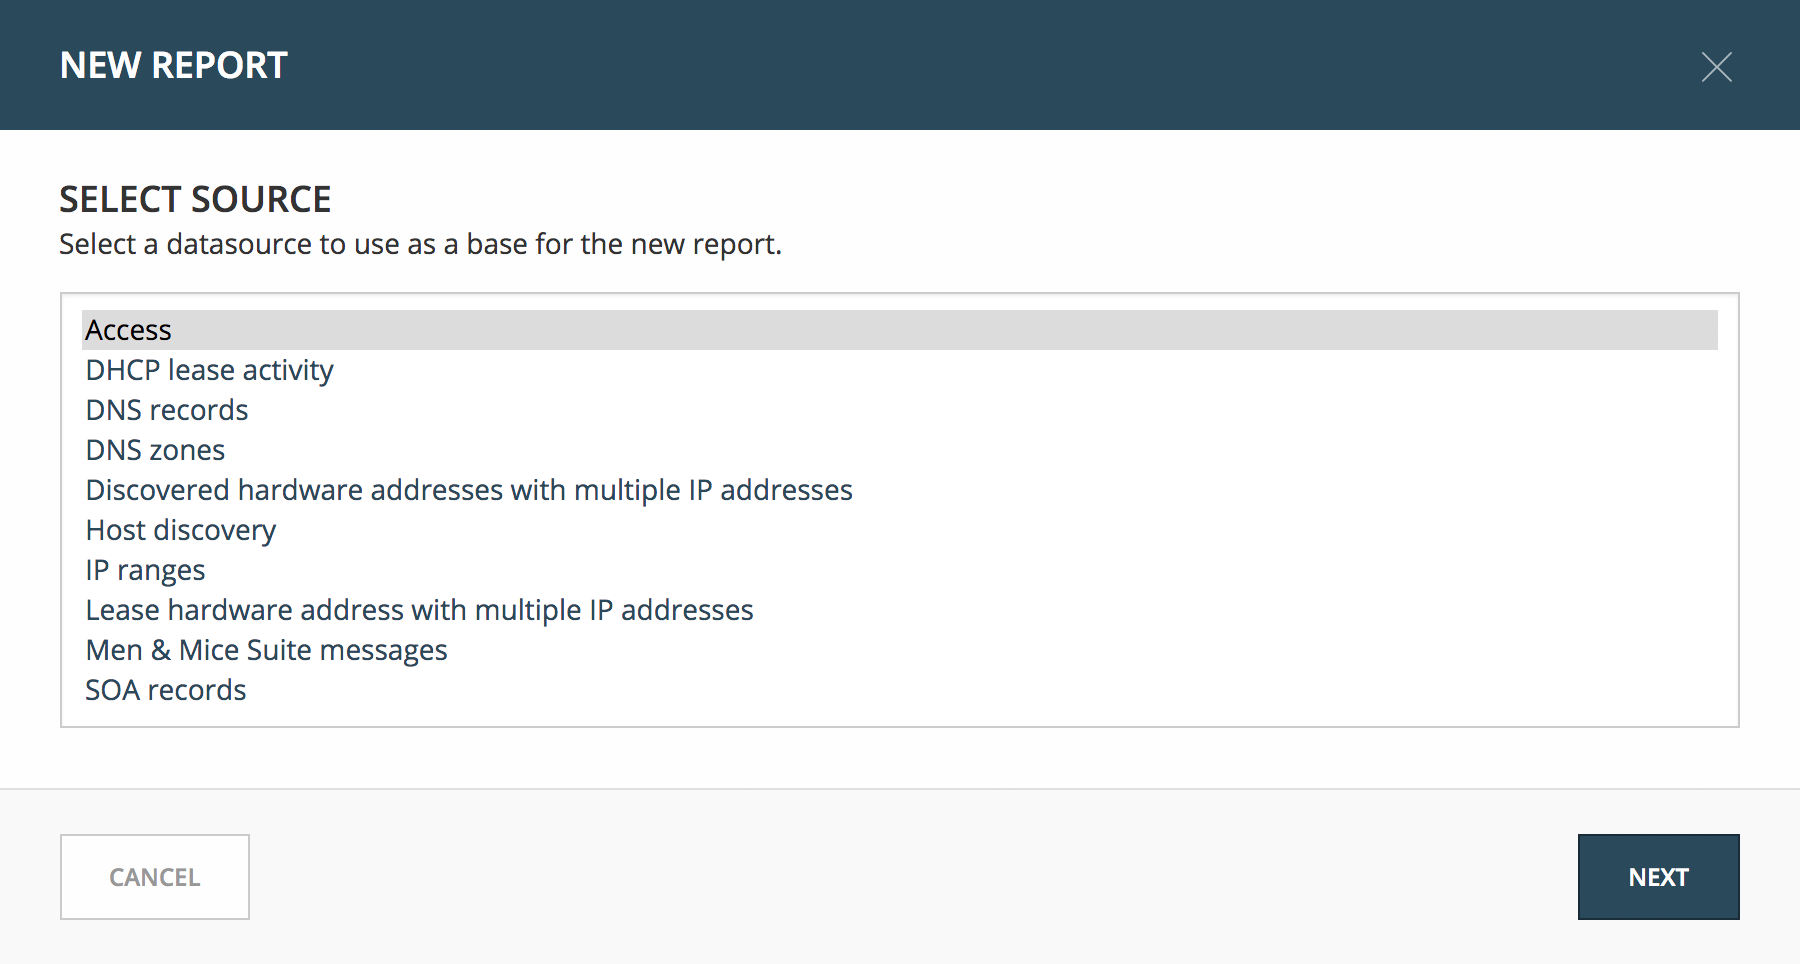 NEW REPORT
SELECT SOURCE
Select a datasource to use as a base for the new report.
Access
DHCP lease activity
DNS records
DNS zones
Discovered hardware addresses with multiple IP addresses
Host discovery
IP ranges
Lease hardware address with multiple IP addresses
Men & Mice Suite messages
SOA records
CANCEL
NEXT